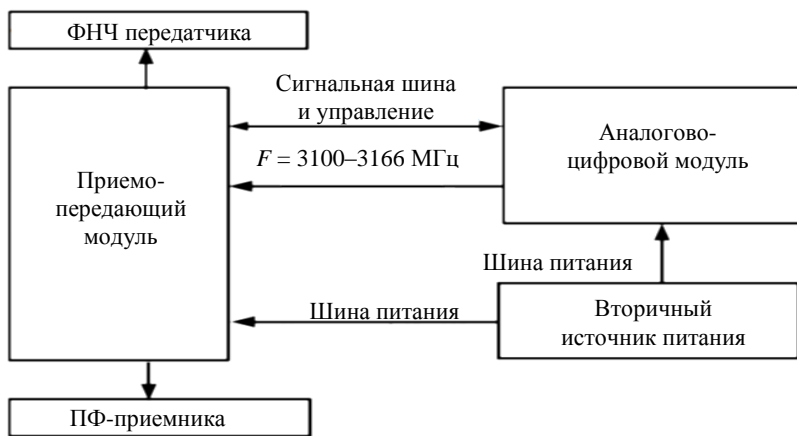 ФНЧ передатчика
Сигнальная шина
и управление
Аналогово-
цифровой модуль
F = 3100–3166 МГц
Приемо-
передающий
модуль
Шина питания
Шина питания
Вторичный
источник питания
ПФ-приемника